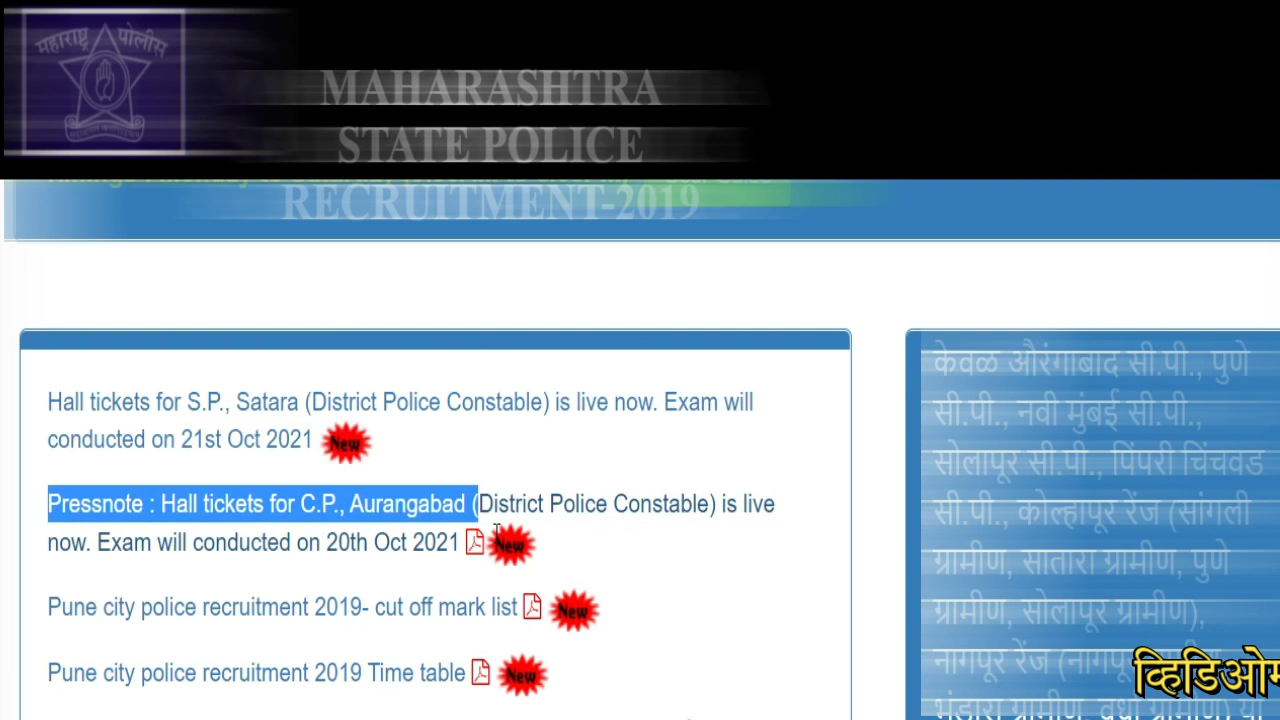 महाराष्ट्र पोलीस
MAHARASHTRA
STATE POLICE
RECRUITMENT-2019
Hall tickets for S.P., Satara (District Police Constable) is live now. Exam will
conducted on 21st Oct 2021 New
Pressnote : Hall tickets for C.P., Aurangabad (District Police Constable) is live
now. Exam will conducted on 20th Oct 2021 New
Pune city police recruitment 2019- cut off mark list New
Pune city police recruitment 2019 Time table New
केवळ औरंगाबाद सी.पी., पुणे
सी.पी., नवी मुंबई सी.पी.,
सोलापूर सी.पी., पिंपरी चिंचवड
सी.पी., कोल्हापूर रेंज (सांगली
ग्रामीण, सातारा ग्रामीण, पुणे
ग्रामीण, सोलापूर ग्रामीण),
नागपूर रेंज
भंडारा ग्रामीण, वर्धा ग्रामीण) या